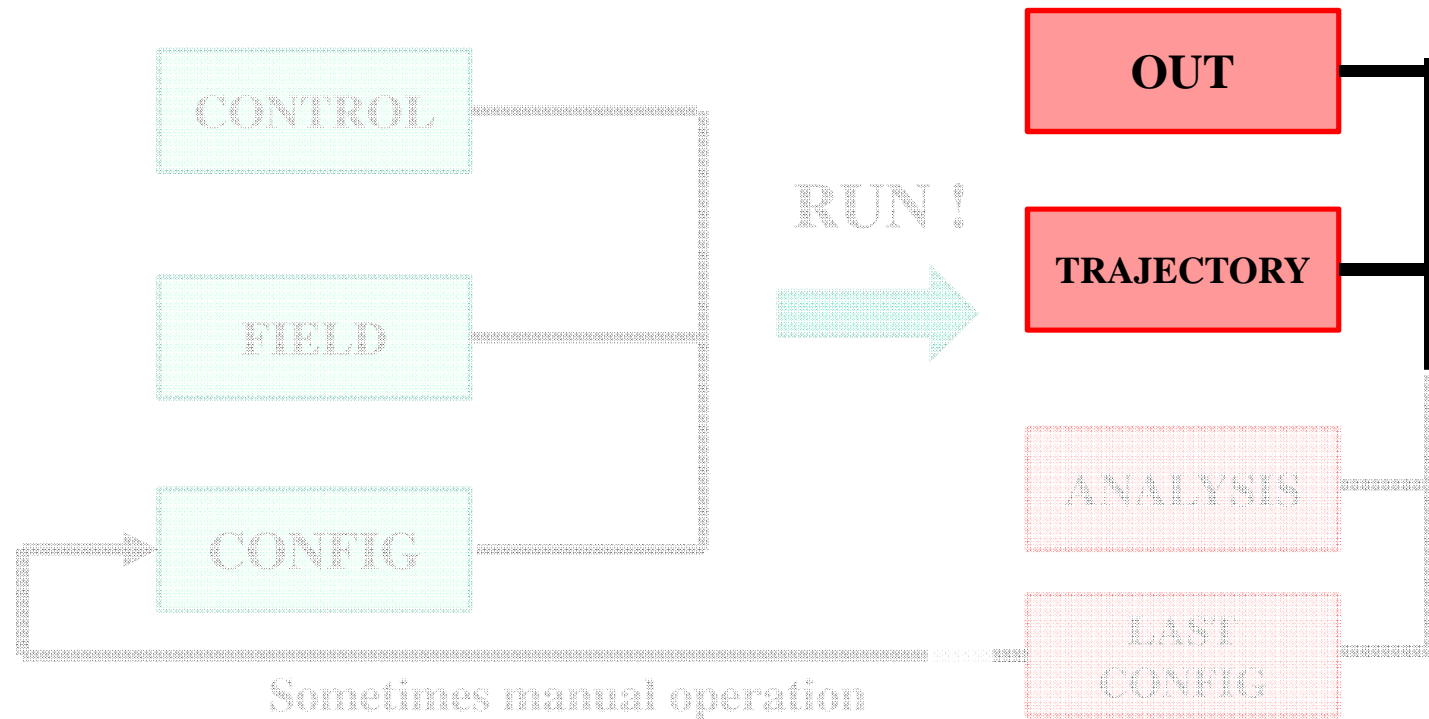 CONTROL
FIELD
CONFIG
RUN !
OUT
TRAJECTORY
ANALYSIS
LAST
CONFIG
Sometimes manual operation